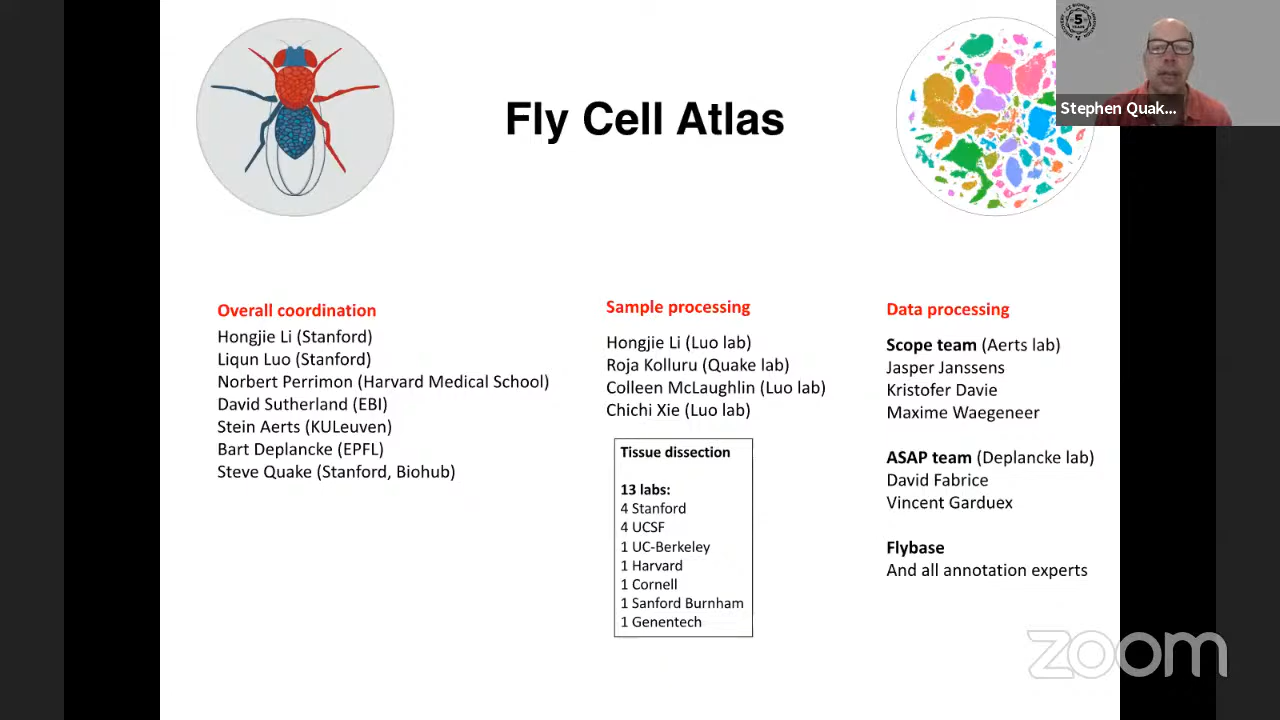 Fly Cell Atlas
5
YEARS
Stephen Quak...
Overall coordination
Hongjie Li (Stanford)
Liqun Luo (Stanford)
Norbert Perrimon (Harvard Medical School)
David Sutherland (EBI)
Stein Aerts (KULeuven)
Bart Deplancke (EPFL)
Steve Quake (Stanford, Biohub)
Sample processing
Hongjie Li (Luo lab)
Roja Kolluru (Quake lab)
Colleen McLaughlin (Luo lab)
Chichi Xie (Luo lab)
Tissue dissection
13 labs:
4 Stanford
4 UCSF
1 UC-Berkeley
1 Harvard
1 Cornell
1 Sanford Burnham
1 Genentech
Data processing
Scope team (Aerts lab)
Jasper Janssens
Kristofer Davie
Maxime Waegeneer
ASAP team (Deplancke lab)
David Fabrice
Vincent Garduex
Flybase
And all annotation experts
zoom